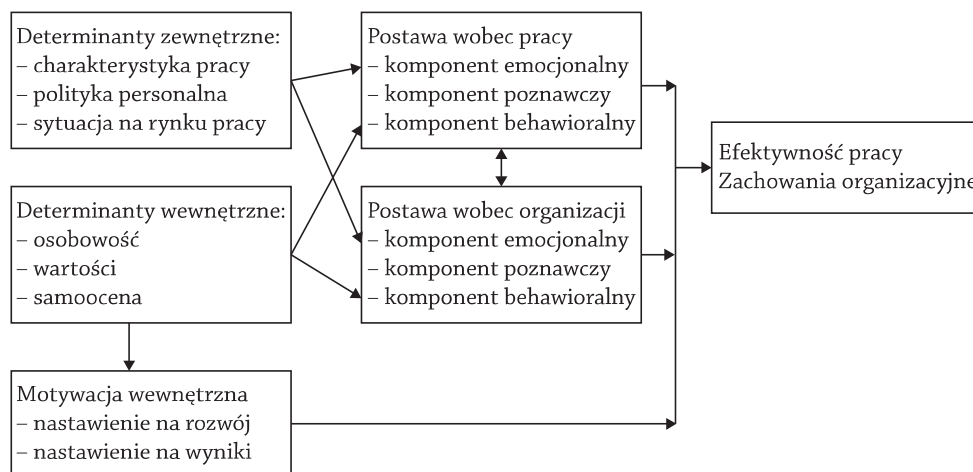 Determinanty zewnętrzne:
– charakterystyka pracy
– polityka personalna
– sytuacja na rynku pracy
Postawa wobec pracy
– komponent emocjonalny
– komponent poznawczy
– komponent behawioralny
Determinanty wewnętrzne:
– osobowość
– wartości
– samoocena
Postawa wobec organizacji
– komponent emocjonalny
– komponent poznawczy
– komponent behawioralny
Efektywność pracy
Zachowania organizacyjne
Motywacja wewnętrzna
– nastawienie na rozwój
– nastawienie na wyniki